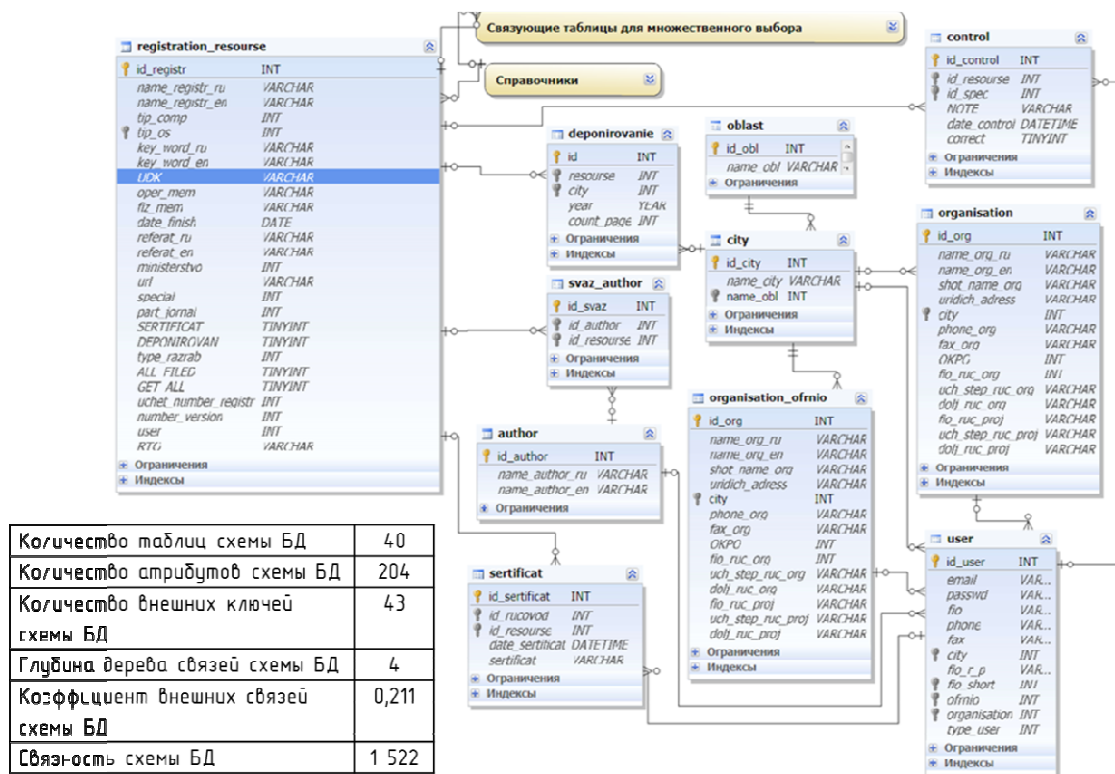 Связующие таблицы для множественного выбора
Справочники
registration_resourse
id_registr INT
name_registr_ru VARCHAR
name_registr_en VARCHAR
tip_comp INT
tip_os INT
key_word_ru VARCHAR
key_word_en VARCHAR
UDK VARCHAR
oper_mem VARCHAR
fiz_mem VARCHAR
date_finish DATE
referat_ru VARCHAR
referat_en VARCHAR
ministerstvo INT
url VARCHAR
special INT
part_jornal INT
SERTIFICAT TINYINT
DEPONIROVAN TINYINT
type_razrab INT
ALL_FILED TINYINT
GET_ALL TINYINT
uchet_number_registr INT
number_version INT
user INT
RTG VARCHAR
Ограничения
Индексы
deponirovanie
id INT
resourse INT
city INT
year YEAR
count_page INT
Ограничения
Индексы
svaz_author
id_svaz INT
id_author INT
id_resourse INT
Ограничения
Индексы
author
id_author INT
name_author_ru VARCHAR
name_author_en VARCHAR
Ограничения
sertificat
id_sertificat INT
id_rucovod INT
id_resourse INT
date_sertificat DATETIME
sertificat VARCHAR
Ограничения
Индексы
oblast
id_obl INT
name_obl VARCHAR
Ограничения
city
id_city INT
name_city VARCHAR
name_obl INT
Ограничения
Индексы
organisation_ofrnio
id_org INT
name_org_ru VARCHAR
name_org_en VARCHAR
shot_name_org VARCHAR
uridich_adress VARCHAR
city INT
phone_org VARCHAR
fax_org VARCHAR
OKPO INT
fio_ruc_org INT
uch_step_ruc_org VARCHAR
dolj_ruc_org VARCHAR
fio_ruc_proj VARCHAR
uch_step_ruc_proj VARCHAR
dolj_ruc_proj VARCHAR
Ограничения
Индексы
control
id_control INT
id_resourse INT
id_spec INT
NOTE VARCHAR
date_control DATETIME
correct TINYINT
Ограничения
Индексы
organisation
id_org INT
name_org_ru VARCHAR
name_org_en VARCHAR
shot_name_org VARCHAR
uridich_adress VARCHAR
city INT
phone_org VARCHAR
fax_org VARCHAR
OKPO INT
fio_ruc_org INT
uch_step_ruc_org VARCHAR
dolj_ruc_org VARCHAR
fio_ruc_proj VARCHAR
uch_step_ruc_proj VARCHAR
dolj_ruc_proj VARCHAR
Ограничения
Индексы
user
id_user INT
email VAR...
passwd VAR...
fio VAR...
phone VAR...
fax VAR...
city INT
fio_r_p VAR...
fio_short INT
ofrnio INT
organisation INT
type_user INT
Ограничения
Индексы
Количество таблиц схемы БД 40
Количество атрибутов схемы БД 204
Количество внешних ключей 43
схемы БД
Глубина дерева связей схемы БД 4
Коэффициент внешних связей 0,211
схемы БД
Связность схемы БД 1 522